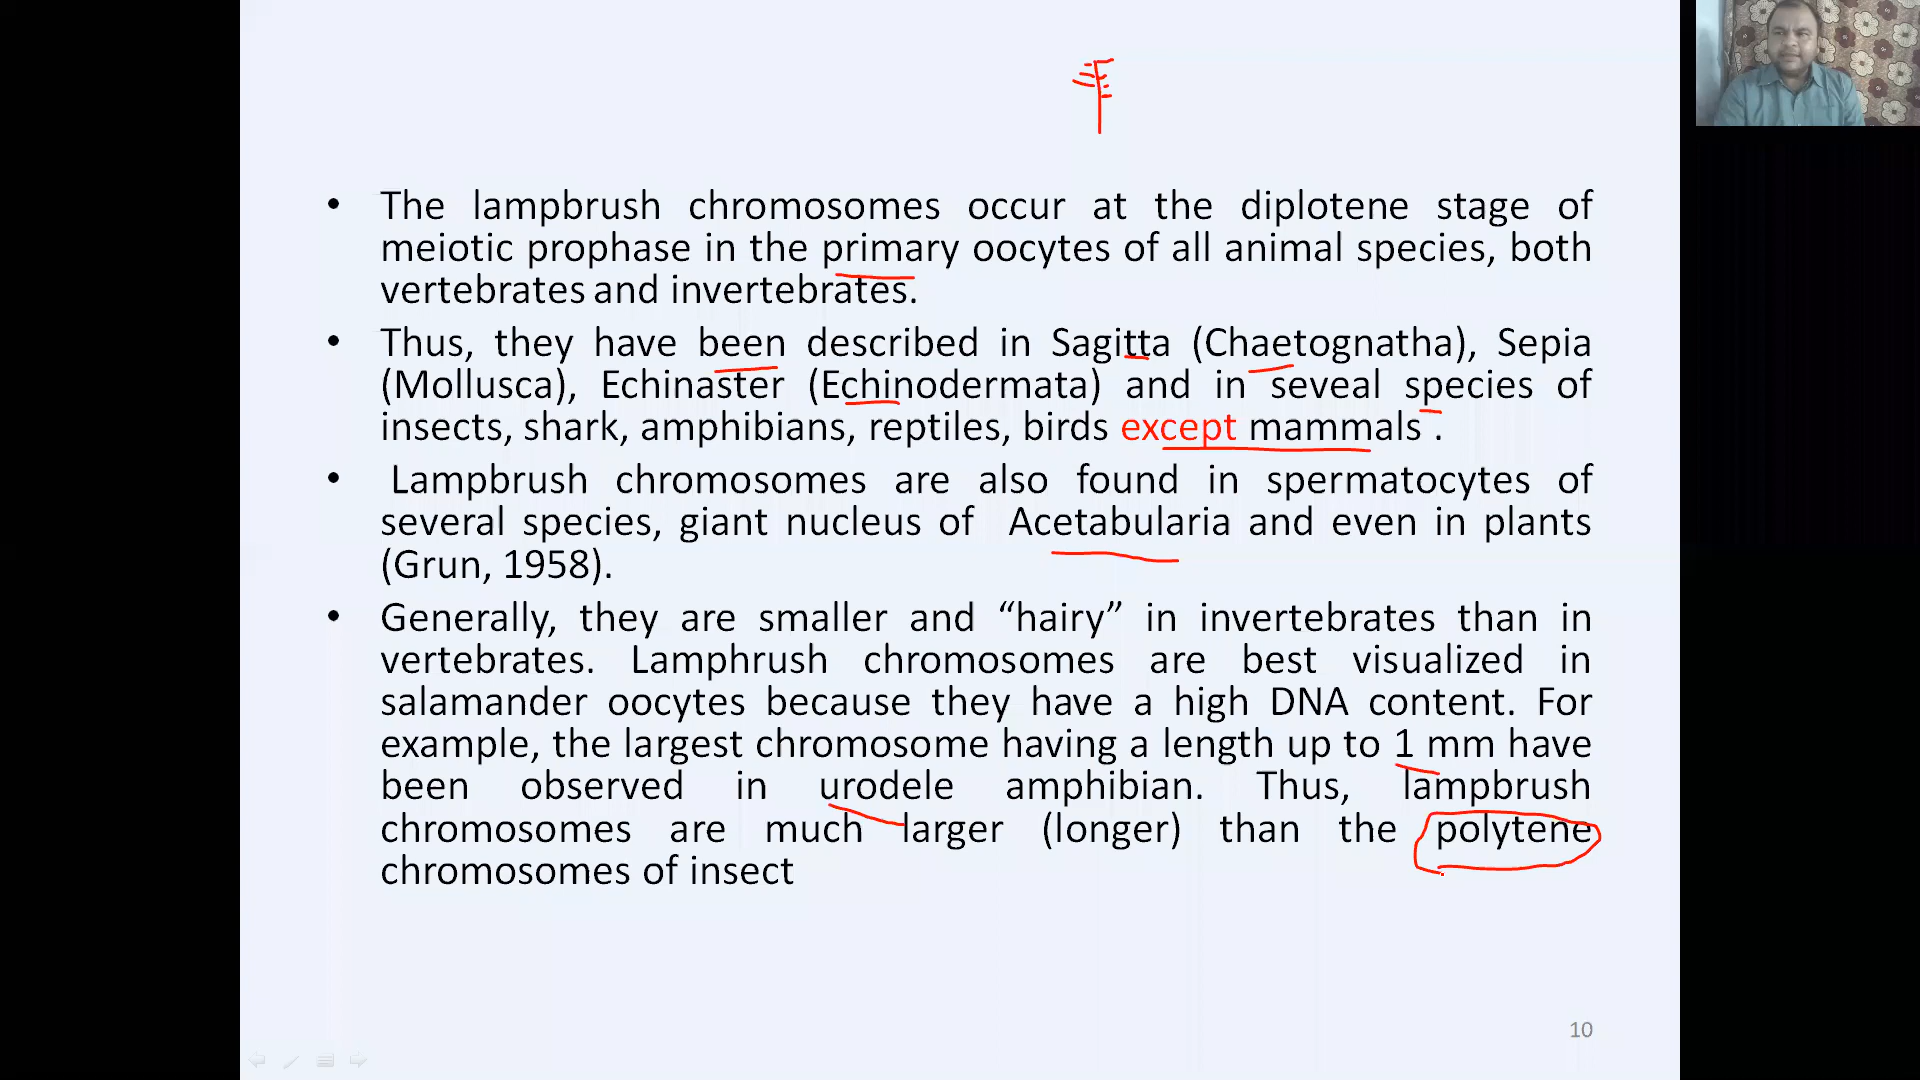 • The lampbrush chromosomes occur at the diplotene stage of
meiotic prophase in the primary oocytes of all animal species, both
vertebrates and invertebrates.
• Thus, they have been described in Sagitta (Chaetognatha), Sepia
(Mollusca), Echinaster (Echinodermata) and in seveal species of
insects, shark, amphibians, reptiles, birds except mammals .
• Lampbrush chromosomes are also found in spermatocytes of
several species, giant nucleus of Acetabularia and even in plants
(Grun, 1958).
• Generally, they are smaller and “hairy” in invertebrates than in
vertebrates. Lamphrush chromosomes are best visualized in
salamander oocytes because they have a high DNA content. For
example, the largest chromosome having a length up to 1 mm have
been observed in urodele amphibian. Thus, lampbrush
chromosomes are much larger (longer) than the polytene
chromosomes of insect
10